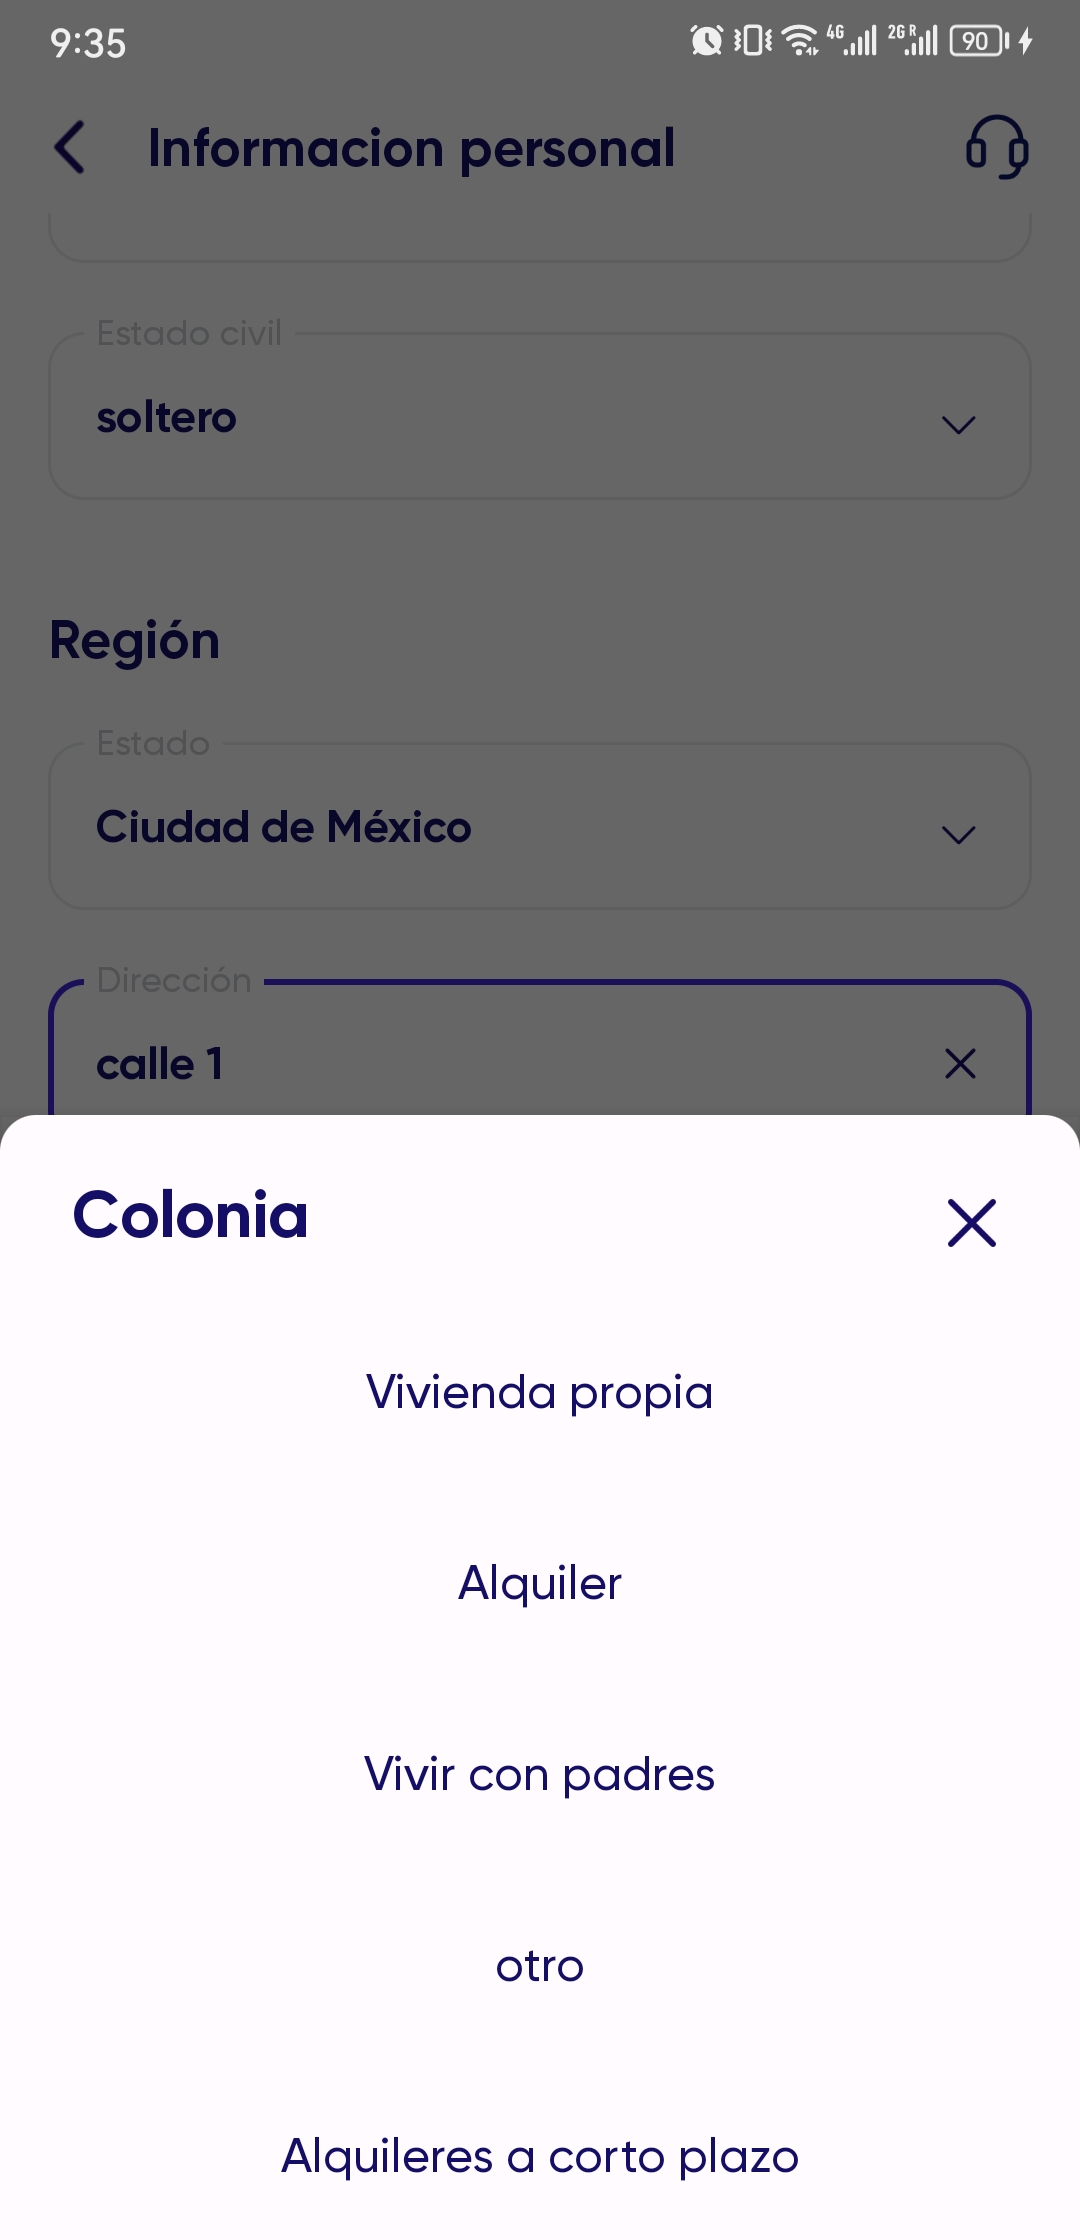 9:35
4G
2G R
90
Informacion personal
Estado civil
soltero
Región
Estado
Ciudad de México
Dirección
calle 1
Colonia
Vivienda propia
Alquiler
Vivir con padres
otro
Alquileres a corto plazo